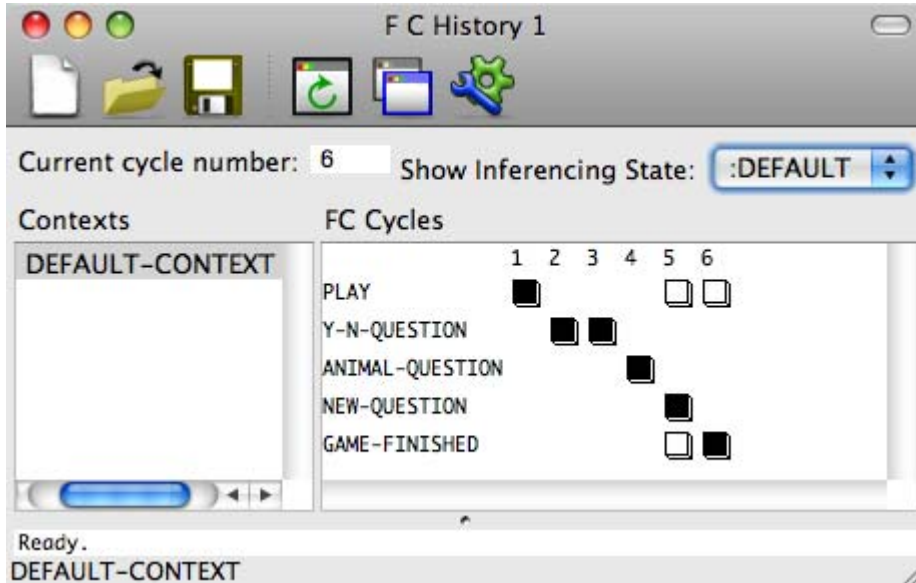 F C History 1
Current cycle number: 6 Show Inferencing State: :DEFAULT
Contexts FC Cycles
DEFAULT-CONTEXT
1 2 3 4 5 6
PLAY
Y-N-QUESTION
ANIMAL-QUESTION
NEW-QUESTION
GAME-FINISHED
Ready.
DEFAULT-CONTEXT